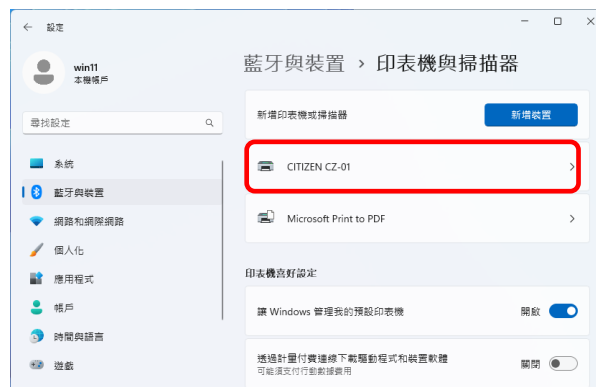 設定
win11
本機帳戶
尋找設定
系統
藍牙與裝置
網路和網際網路
個人化
應用程式
帳戶
時間與語言
遊戲
藍牙與裝置 › 印表機與掃描器
新增印表機或掃描器
新增裝置
CITIZEN CZ-01
Microsoft Print to PDF
印表機喜好設定
讓 Windows 管理我的預設印表機
開啟
透過計量付費連線下載驅動程式和裝置軟體
可能須支付行動數據費用
關閉